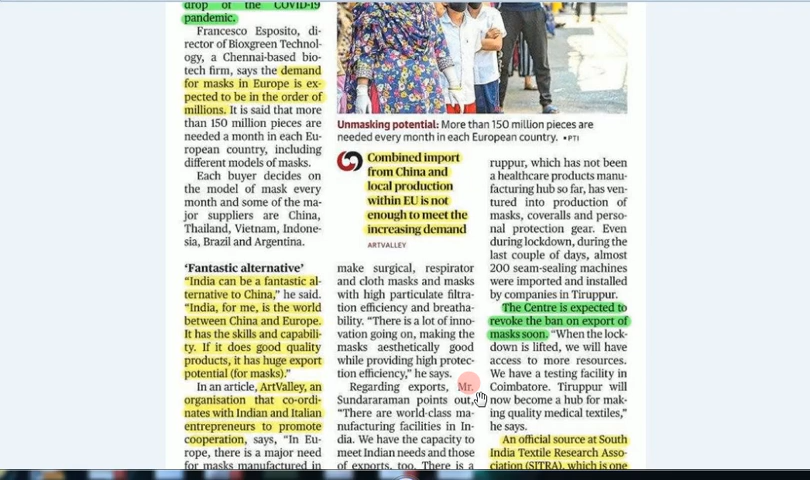 drop of the COVID-19
pandemic.
Francesco Esposito, di-
rector of Bioxgreen Technol-
ogy, a Chennai-based bio-
tech firm, says the demand
for masks in Europe is ex-
pected to be in the order of
millions. It is said that more
than 150 million pieces are
needed a month in each Eu-
ropean country, including
different models of masks.
Each buyer decides on
the model of mask every
month and some of the ma-
jor suppliers are China,
Thailand, Vietnam, Indone-
sia, Brazil and Argentina.
‘Fantastic alternative’
“India can be a fantastic al-
ternative to China,” he said.
“India, for me, is the world
between China and Europe.
It has the skills and capabili-
ty. If it does good quality
products, it has huge export
potential (for masks).”
In an article, ArtValley, an
organisation that co-ordi-
nates with Indian and Italian
entrepreneurs to promote
cooperation, says, “In Eu-
rope, there is a major need
for masks manufactured in
Unmasking potential: More than 150 million pieces are
needed every month in each European country. •PTI
Combined import
from China and
local production
within EU is not
enough to meet the
increasing demand
ARTVALLEY
make surgical, respirator
and cloth masks and masks
with high particulate filtra-
tion efficiency and breatha-
bility. “There is a lot of inno-
vation going on, making the
masks aesthetically good
while providing high protec-
tion efficiency,” he says.
Regarding exports, Mr.
Sundararaman points out,
“There are world-class ma-
nufacturing facilities in In-
dia. We have the capacity to
meet Indian needs and those
of exports, too. There is a
ruppur, which has not been
a healthcare products manu-
facturing hub so far, has ven-
tured into production of
masks, coveralls and perso-
nal protection gear. Even
during lockdown, during the
last couple of days, almost
200 seam-sealing machines
were imported and installed
by companies in Tiruppur.
The Centre is expected to
revoke the ban on export of
masks soon. “When the lock-
down is lifted, we will have
access to more resources.
We have a testing facility in
Coimbatore. Tiruppur will
now become a hub for mak-
ing quality medical textiles,”
he says.
An official source at South
India Textile Research Asso-
ciation (SITRA), which is one